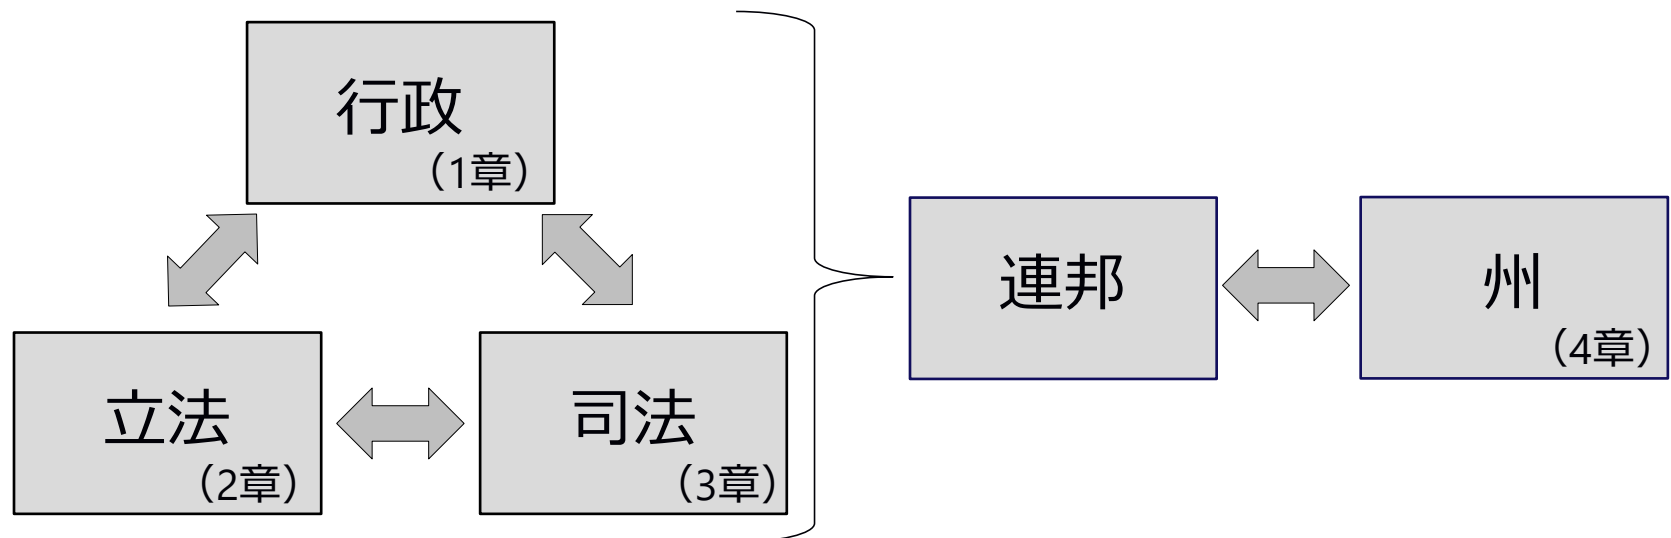 行政
（1章）
立法
（2章）
司法
（3章）
連邦
州
（4章）